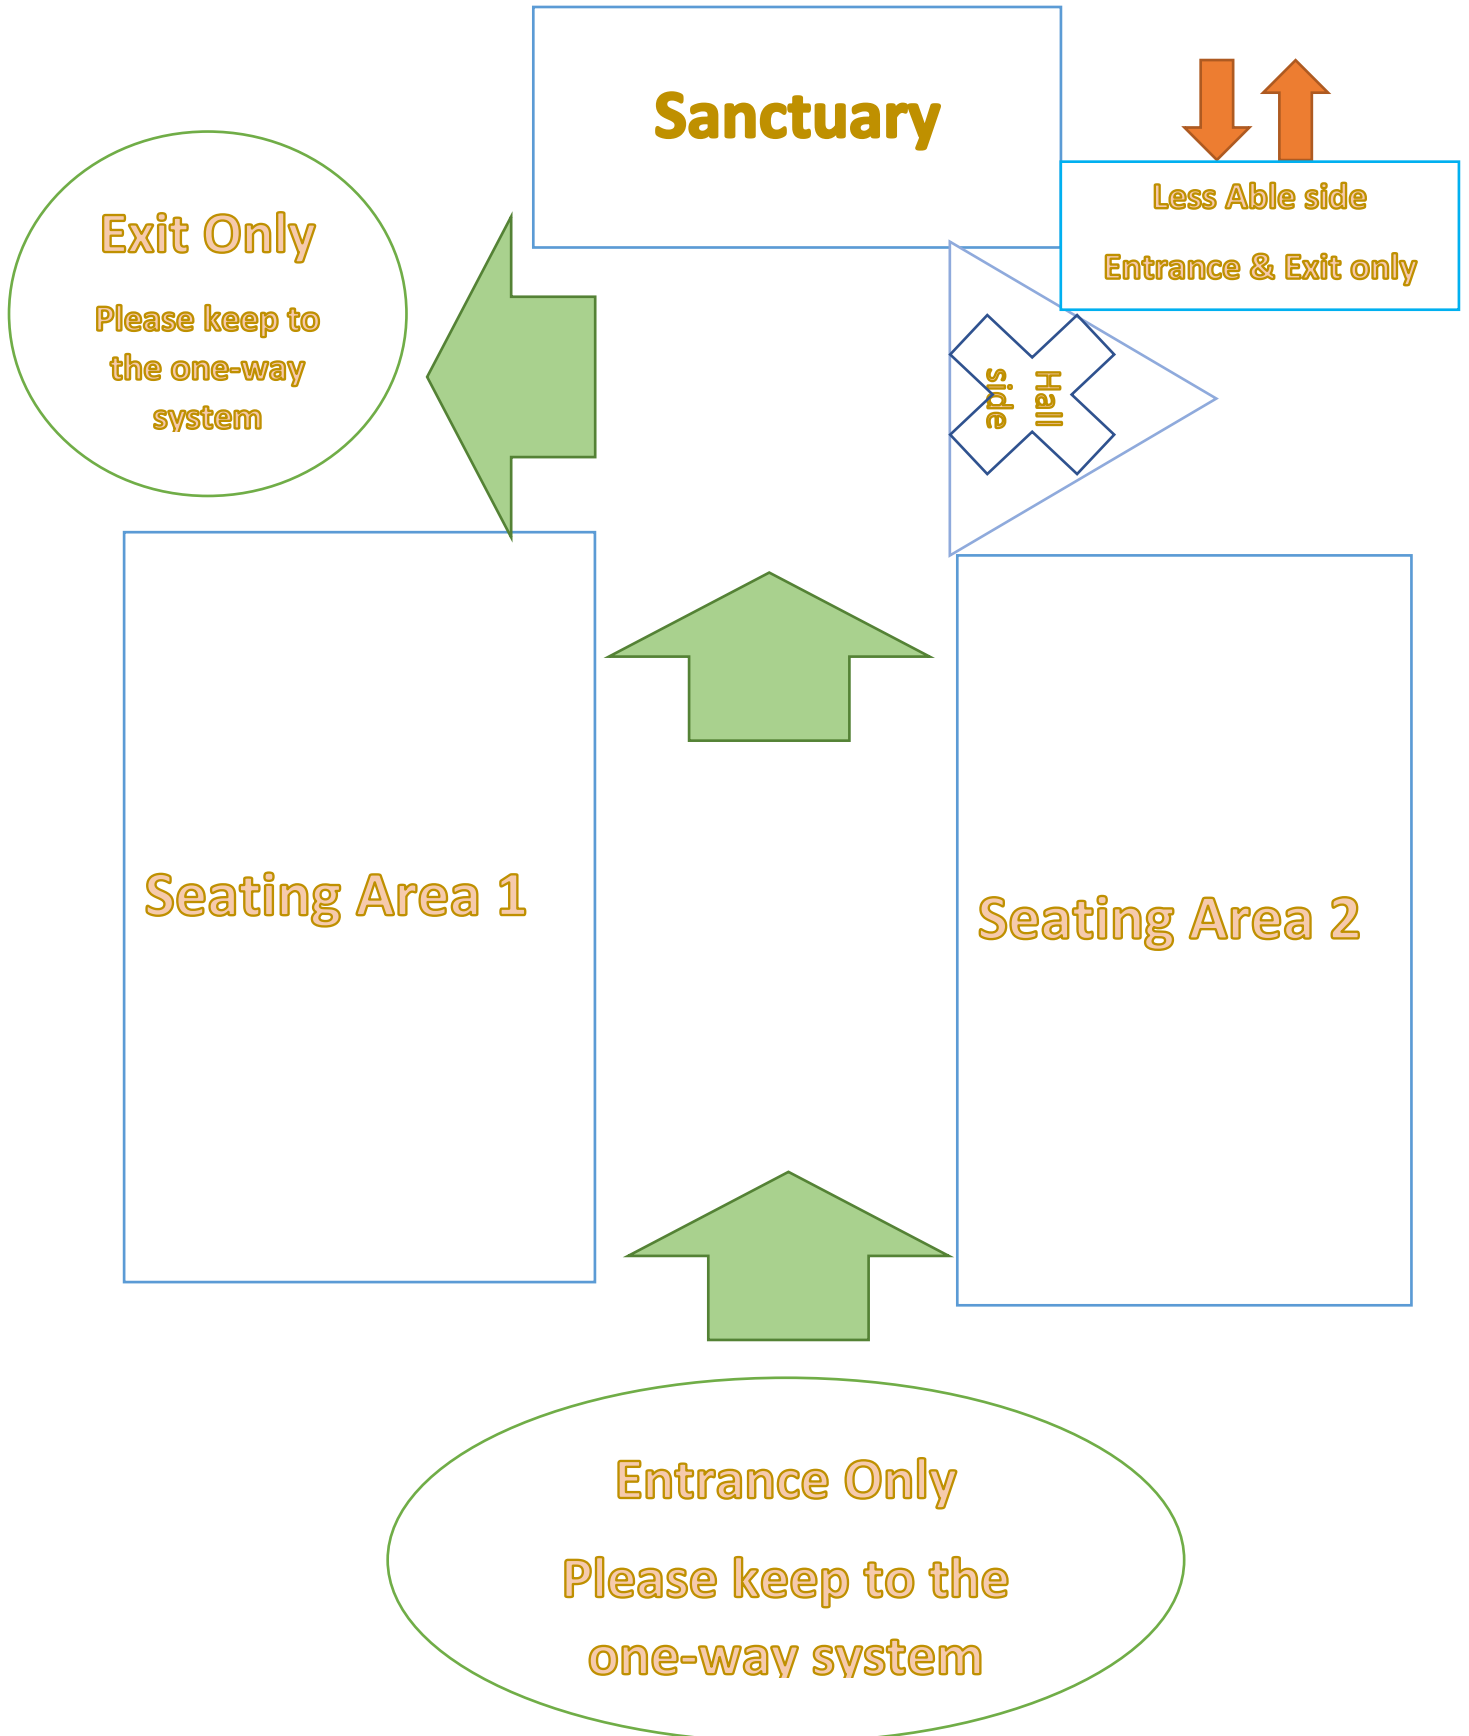 Sanctuary
Less Able side
Entrance & Exit only
Exit Only
Please keep to
the one-way
system
Hall
side
Seating Area 1
Seating Area 2
Entrance Only
Please keep to the
one-way system